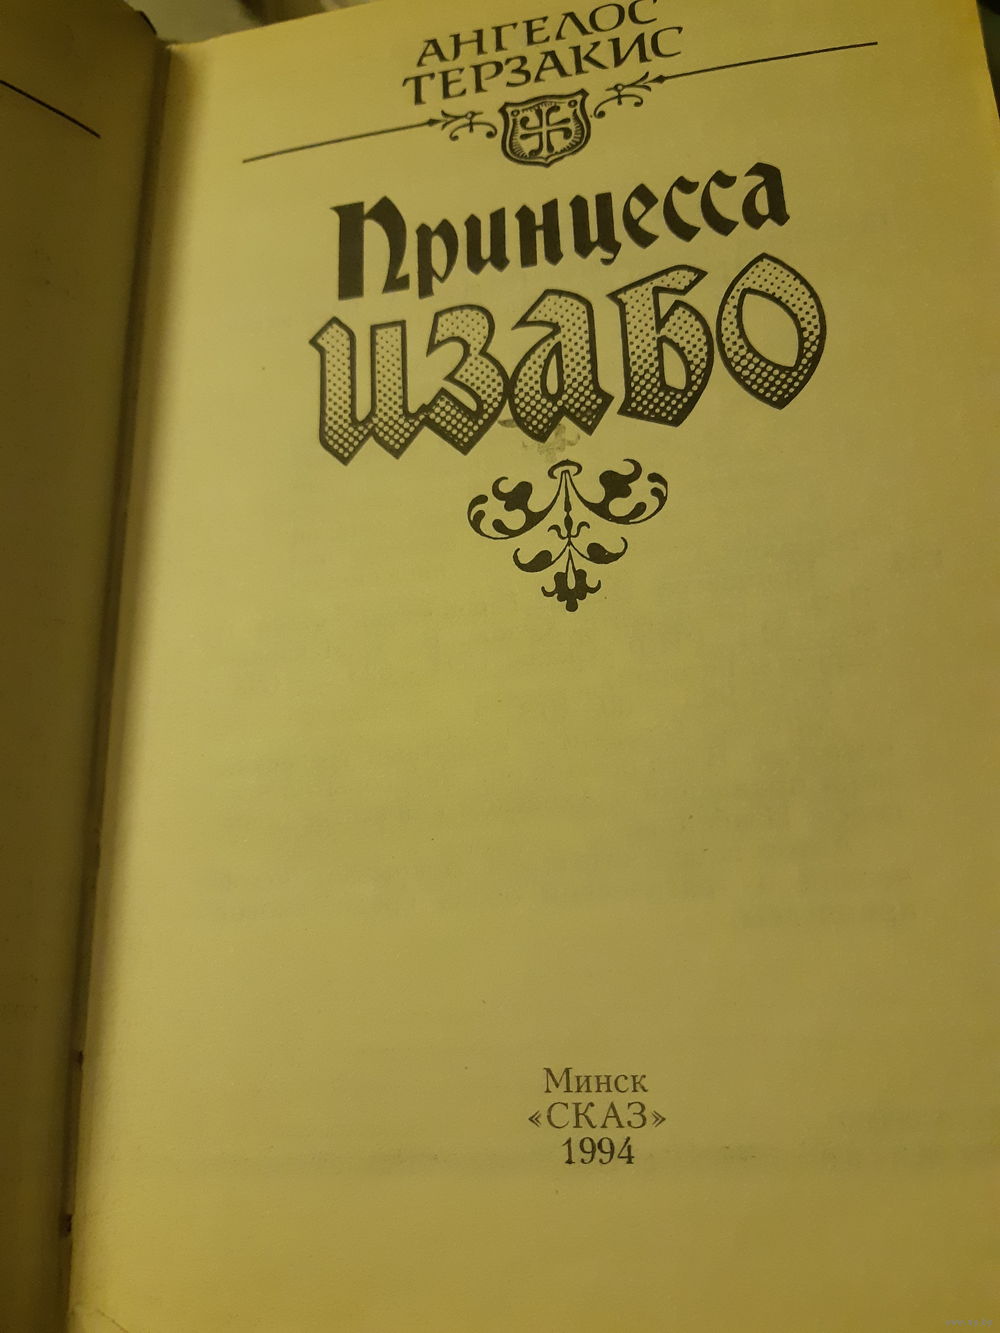 АНГЕЛОС
ТЕРЗАКИС
Принцесса
Изабо
Минск
«СКАЗ»
1994